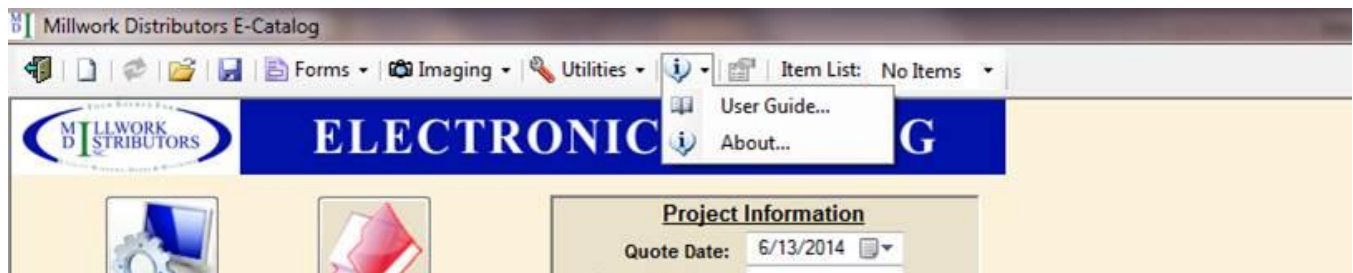 Millwork Distributors E-Catalog
Forms Imaging Utilities Item List: No Items
User Guide...
About...
MILLWORK
DISTRIBUTORS
ELECTRONIC G
Project Information
Quote Date: 6/13/2014